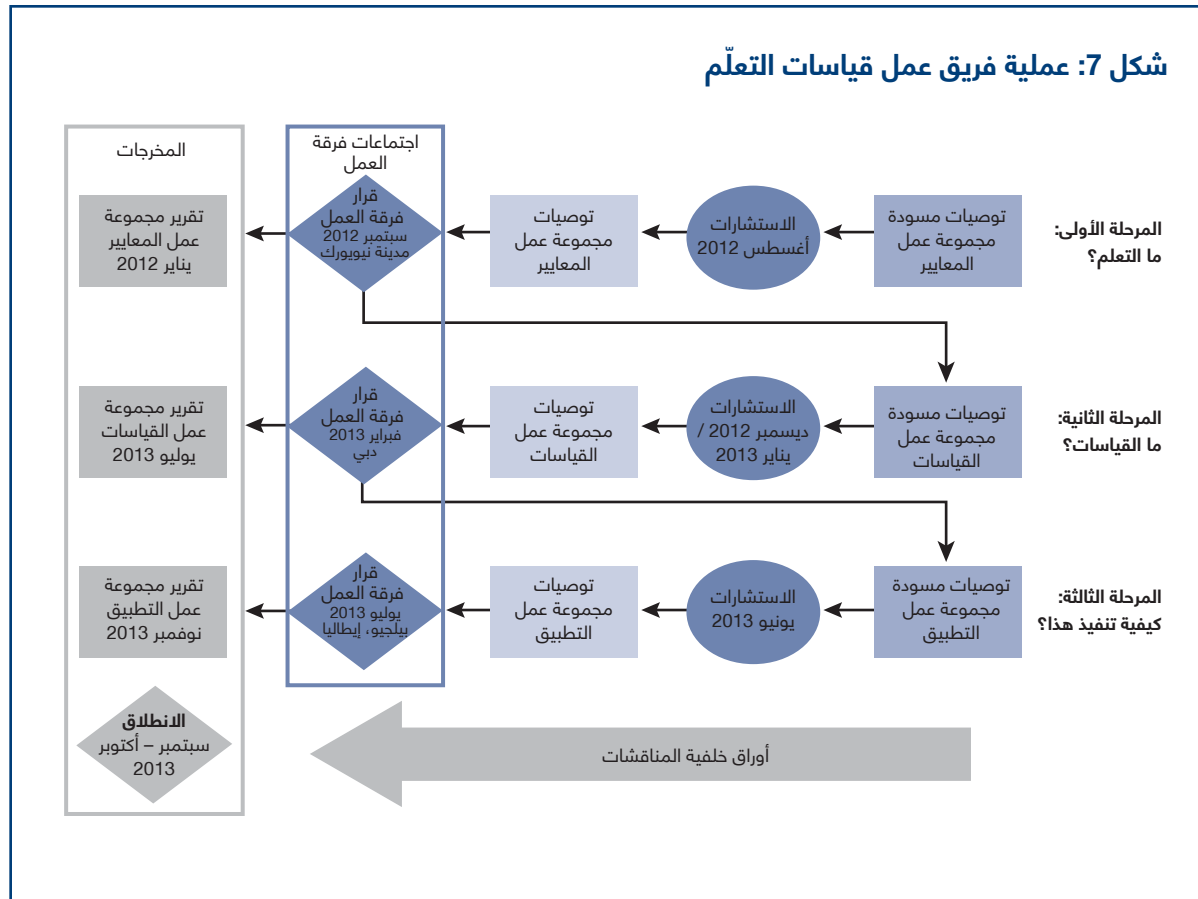 شكل 7: عملية فريق عمل قياسات التعلّم
اجتماعات فرقة
العمل
المخرجات
المرحلة الأولى:
ما التعلم؟
توصيات مسودة
مجموعة عمل
المعايير
الاستشارات
أغسطس 2012
توصيات
مجموعة عمل
المعايير
قرار
فرقة العمل
سبتمبر 2012
مدينة نيويورك
تقرير مجموعة
عمل المعايير
يناير 2012
المرحلة الثانية:
ما القياسات؟
توصيات مسودة
مجموعة عمل
القياسات
الاستشارات
ديسمبر 2012 /
يناير 2013
توصيات
مجموعة عمل
القياسات
قرار
فرقة العمل
فبراير 2013
دبي
تقرير مجموعة
عمل القياسات
يوليو 2013
المرحلة الثالثة:
كيفية تنفيذ هذا؟
توصيات مسودة
مجموعة عمل
التطبيق
الاستشارات
يونيو 2013
توصيات
مجموعة عمل
التطبيق
قرار
فرقة العمل
يوليو 2013
بيلجيو، إيطاليا
تقرير مجموعة
عمل التطبيق
نوفمبر 2013
أوراق خلفية المناقشات
الانطلاق
سبتمبر – أكتوبر
2013